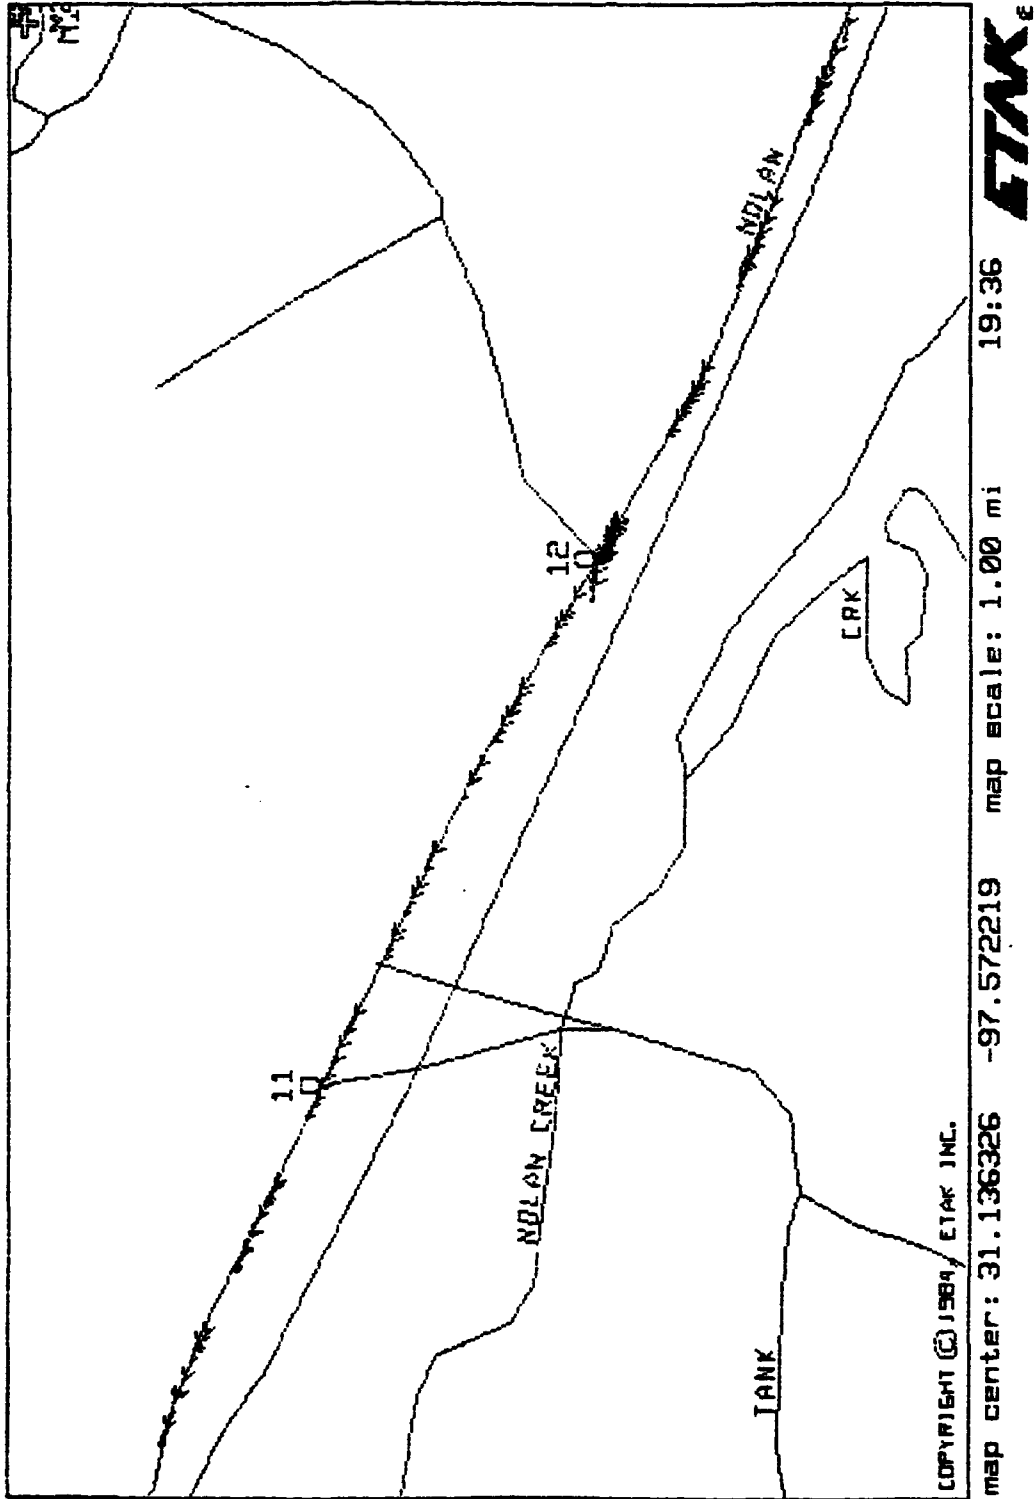 11
12
NOLAN
NOLAN CREEK
CRK
TANK
COPYRIGHT (C) 1984, ETAK INC.
map center: 31.136326 -97.572219 map scale: 1.00 mi 19:36
ETAK